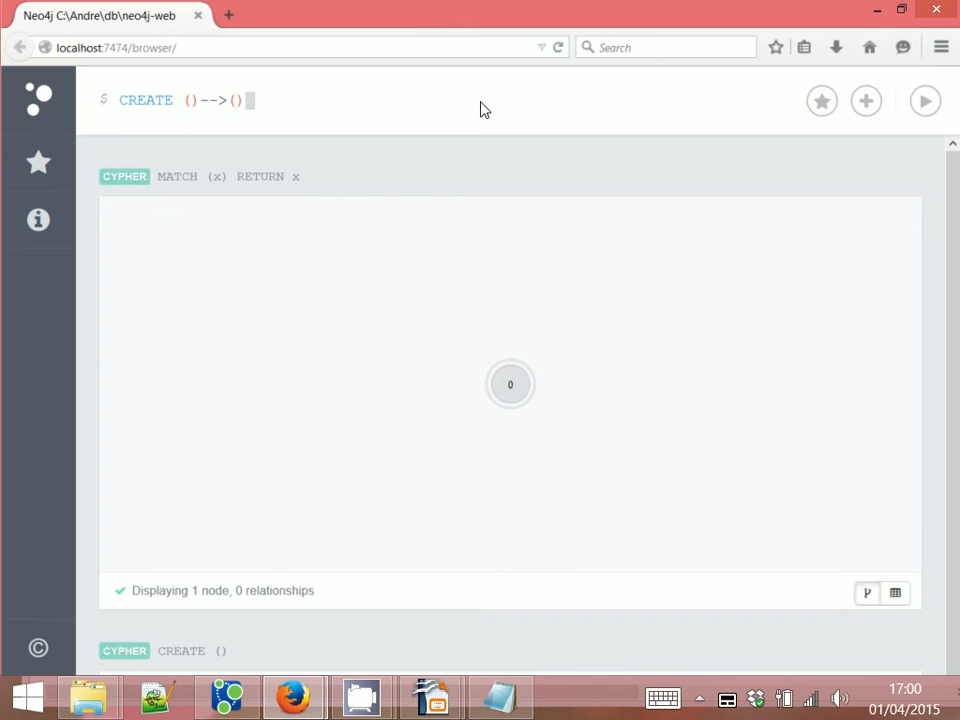 Neo4j C:\Andre\db\neo4j-web
localhost:7474/browser/
Search
$ CREATE ()-->()
CYPHER MATCH (x) RETURN x
0
Displaying 1 node, 0 relationships
CYPHER CREATE ()
17:00
01/04/2015